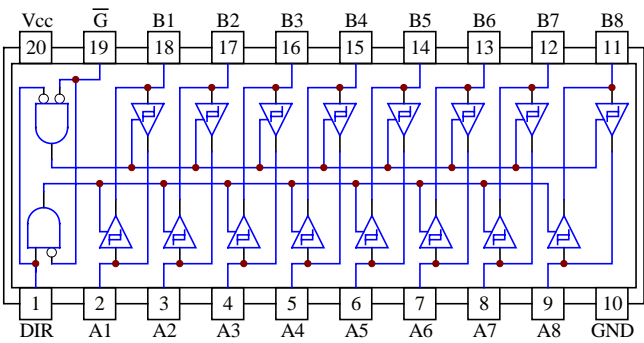 Vcc G̅ B1 B2 B3 B4 B5 B6 B7 B8
20 19 18 17 16 15 14 13 12 11
1 2 3 4 5 6 7 8 9 10
DIR A1 A2 A3 A4 A5 A6 A7 A8 GND